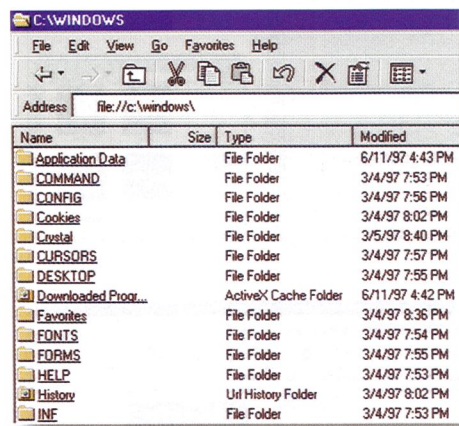 C:\WINDOWS
File Edit View Go Favorites Help
Address file://c:\windows\
Name Size Type Modified
Application Data File Folder 6/11/97 4:43 PM
COMMAND File Folder 3/4/97 7:53 PM
CONFIG File Folder 3/4/97 7:56 PM
Cookies File Folder 3/4/97 8:02 PM
Crystal File Folder 3/5/97 8:40 PM
CURSORS File Folder 3/4/97 7:57 PM
DESKTOP File Folder 3/4/97 7:55 PM
Downloaded Progr... ActiveX Cache Folder 6/11/97 4:42 PM
Favorites File Folder 3/4/97 8:36 PM
FONTS File Folder 3/4/97 7:54 PM
FORMS File Folder 3/4/97 7:55 PM
HELP File Folder 3/4/97 7:53 PM
History Url History Folder 3/4/97 8:02 PM
INF File Folder 3/4/97 7:53 PM